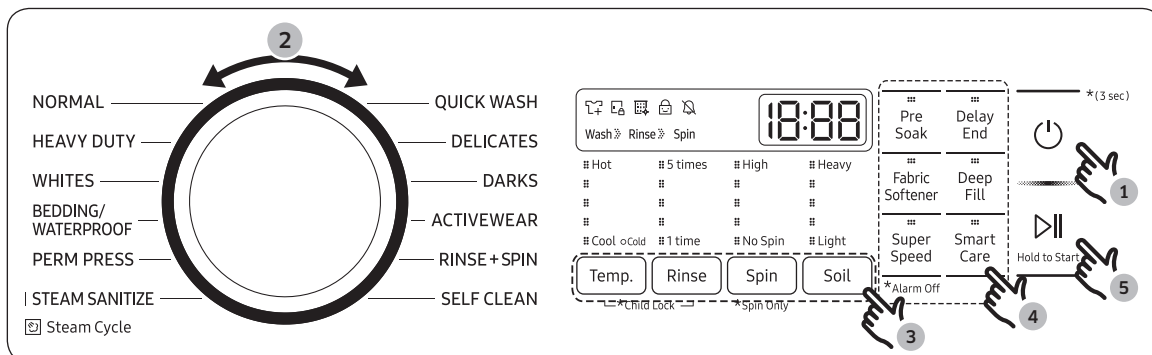 2
NORMAL
HEAVY DUTY
WHITES
BEDDING/
WATERPROOF
PERM PRESS
STEAM SANITIZE
Steam Cycle
QUICK WASH
DELICATES
DARKS
ACTIVEWEAR
RINSE+SPIN
SELF CLEAN
18:88
Wash Rinse Spin
Hot 5 times High Heavy
Cool Cold 1 time No Spin Light
Temp. Rinse Spin Soil
*Child Lock *Spin Only
3
Pre
Soak
Delay
End
Fabric
Softener
Deep
Fill
Super
Speed
Smart
Care
*Alarm Off
4
*(3 sec)
1
Hold to Start
5